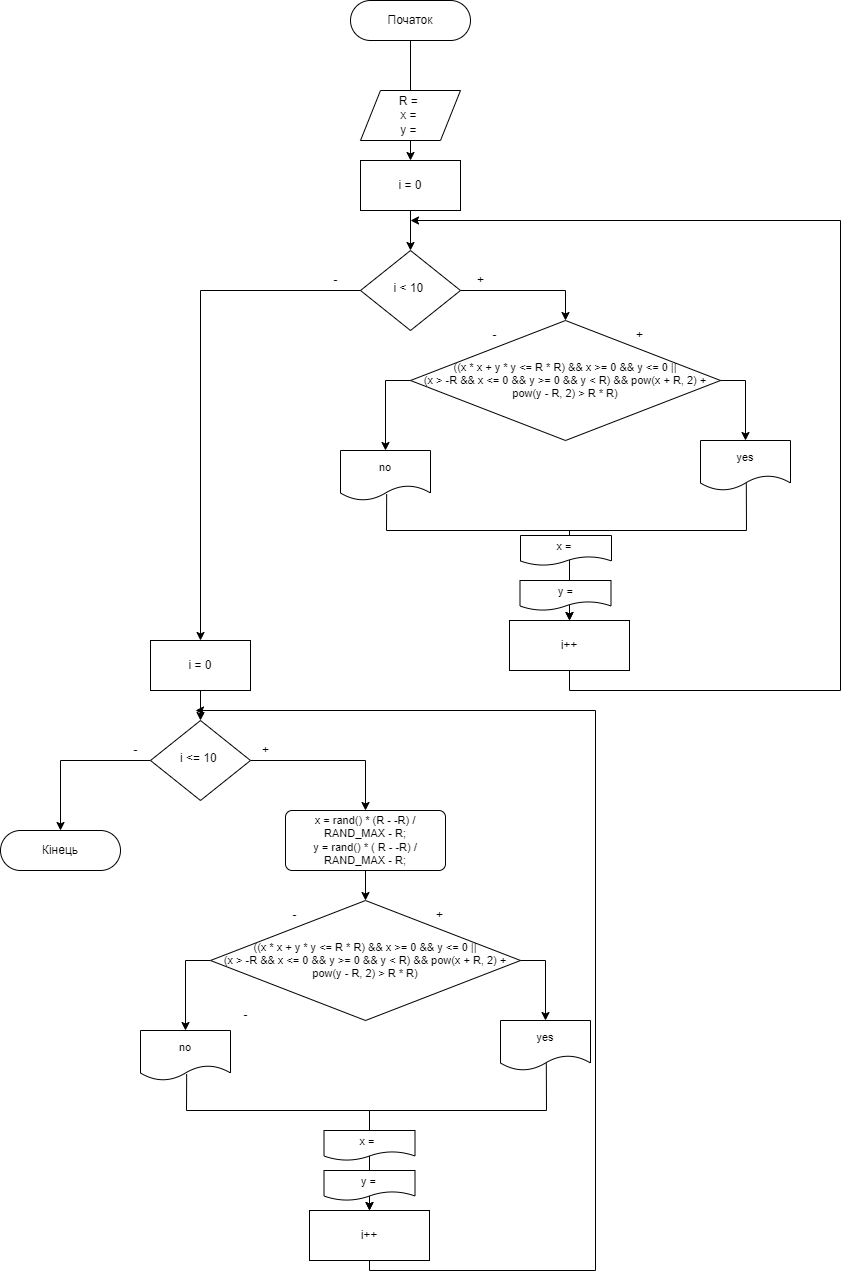 Початок
R =
x =
y =
i = 0
-
+
i < 10
-
+
((x * x + y * y <= R * R) && x >= 0 && y <= 0 ||
(x > -R && x <= 0 && y >= 0 && y < R) && pow(x + R, 2) +
pow(y - R, 2) > R * R)
no
yes
x =
y =
i++
i = 0
-
+
i <= 10
Кінець
x = rand() * (R - -R) /
RAND_MAX - R;
y = rand() * ( R - -R) /
RAND_MAX - R;
-
+
((x * x + y * y <= R * R) && x >= 0 && y <= 0 ||
(x > -R && x <= 0 && y >= 0 && y < R) && pow(x + R, 2) +
pow(y - R, 2) > R * R)
-
no
yes
x =
y =
i++